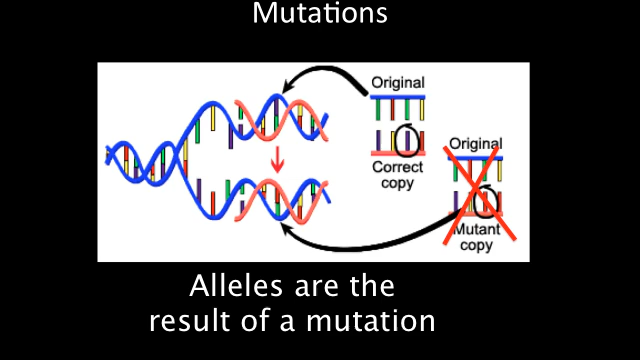 Mutations
Original
Correct
copy
Original
Mutant
copy
Alleles are the
result of a mutation